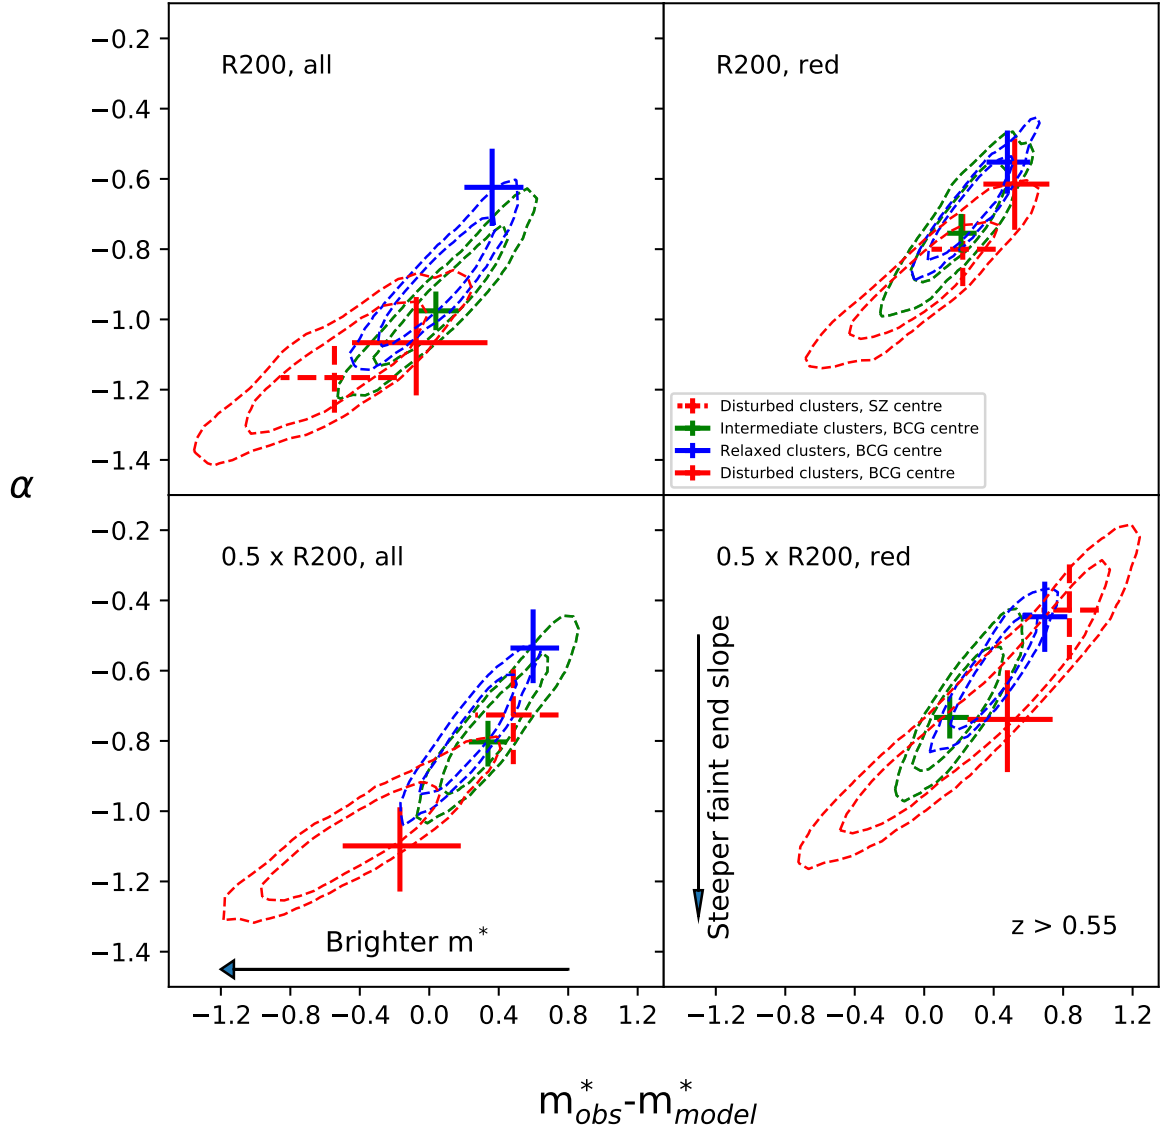 R200, all
R200, red
−0.2
−0.4
−0.6
−0.8
−1.0
−1.2
−1.4
Disturbed clusters, SZ centre
Intermediate clusters, BCG centre
Relaxed clusters, BCG centre
Disturbed clusters, BCG centre
α
0.5 x R200, all
0.5 x R200, red
−0.2
−0.4
−0.6
−0.8
−1.0
−1.2
−1.4
Steeper faint end slope
Brighter m*
z > 0.55
−1.2 −0.8 −0.4 0.0 0.4 0.8 1.2
−1.2 −0.8 −0.4 0.0 0.4 0.8 1.2
m*obs-m*model